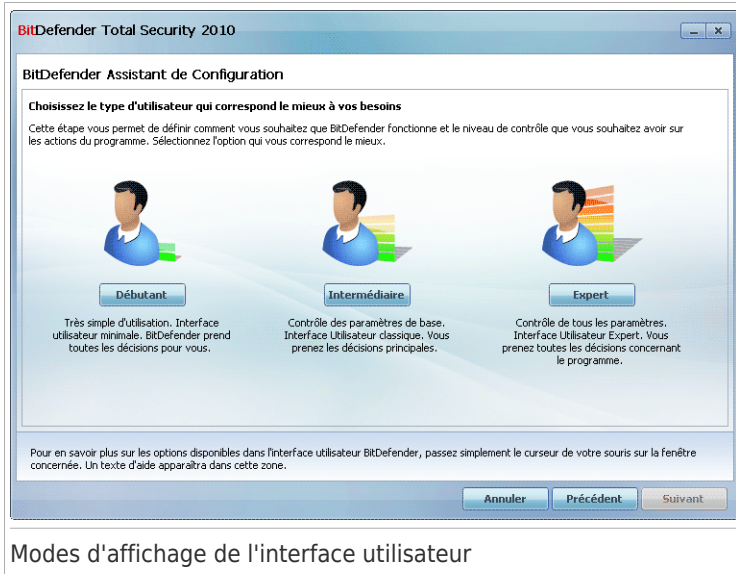 BitDefender Total Security 2010
BitDefender Assistant de Configuration
Choisissez le type d'utilisateur qui correspond le mieux à vos besoins
Cette étape vous permet de définir comment vous souhaitez que BitDefender fonctionne et le niveau de contrôle que vous souhaitez avoir sur
les actions du programme. Sélectionnez l'option qui vous correspond le mieux.
Débutant
Très simple d'utilisation. Interface
utilisateur minimale. BitDefender prend
toutes les décisions pour vous.
Intermédiaire
Contrôle des paramètres de base.
Interface Utilisateur classique. Vous
prenez les décisions principales.
Expert
Contrôle de tous les paramètres.
Interface Utilisateur Expert. Vous
prenez toutes les décisions concernant
le programme.
Pour en savoir plus sur les options disponibles dans l'interface utilisateur BitDefender, passez simplement le curseur de votre souris sur la fenêtre
concernée. Un texte d'aide apparaîtra dans cette zone.
Annuler Précédent Suivant
Modes d'affichage de l'interface utilisateur